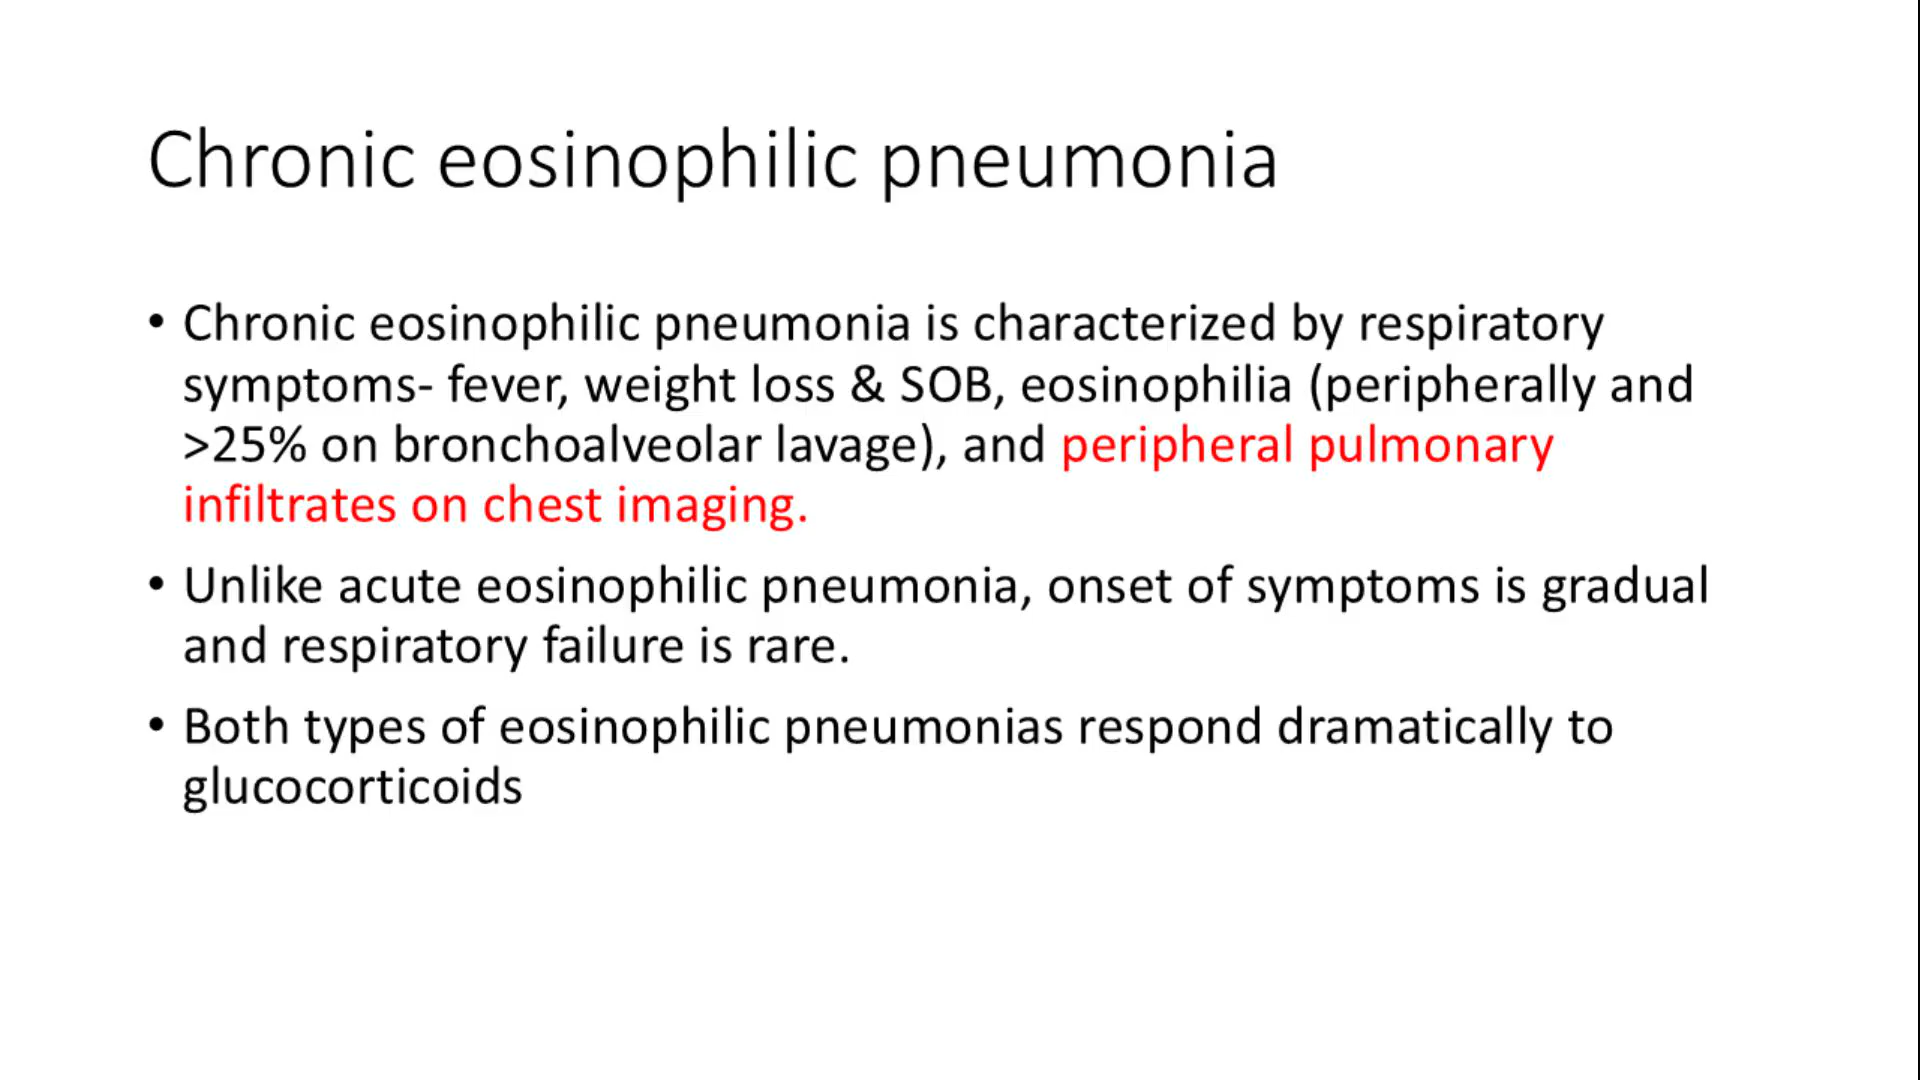 Chronic eosinophilic pneumonia
• Chronic eosinophilic pneumonia is characterized by respiratory
symptoms- fever, weight loss & SOB, eosinophilia (peripherally and
>25% on bronchoalveolar lavage), and peripheral pulmonary
infiltrates on chest imaging.
• Unlike acute eosinophilic pneumonia, onset of symptoms is gradual
and respiratory failure is rare.
• Both types of eosinophilic pneumonias respond dramatically to
glucocorticoids